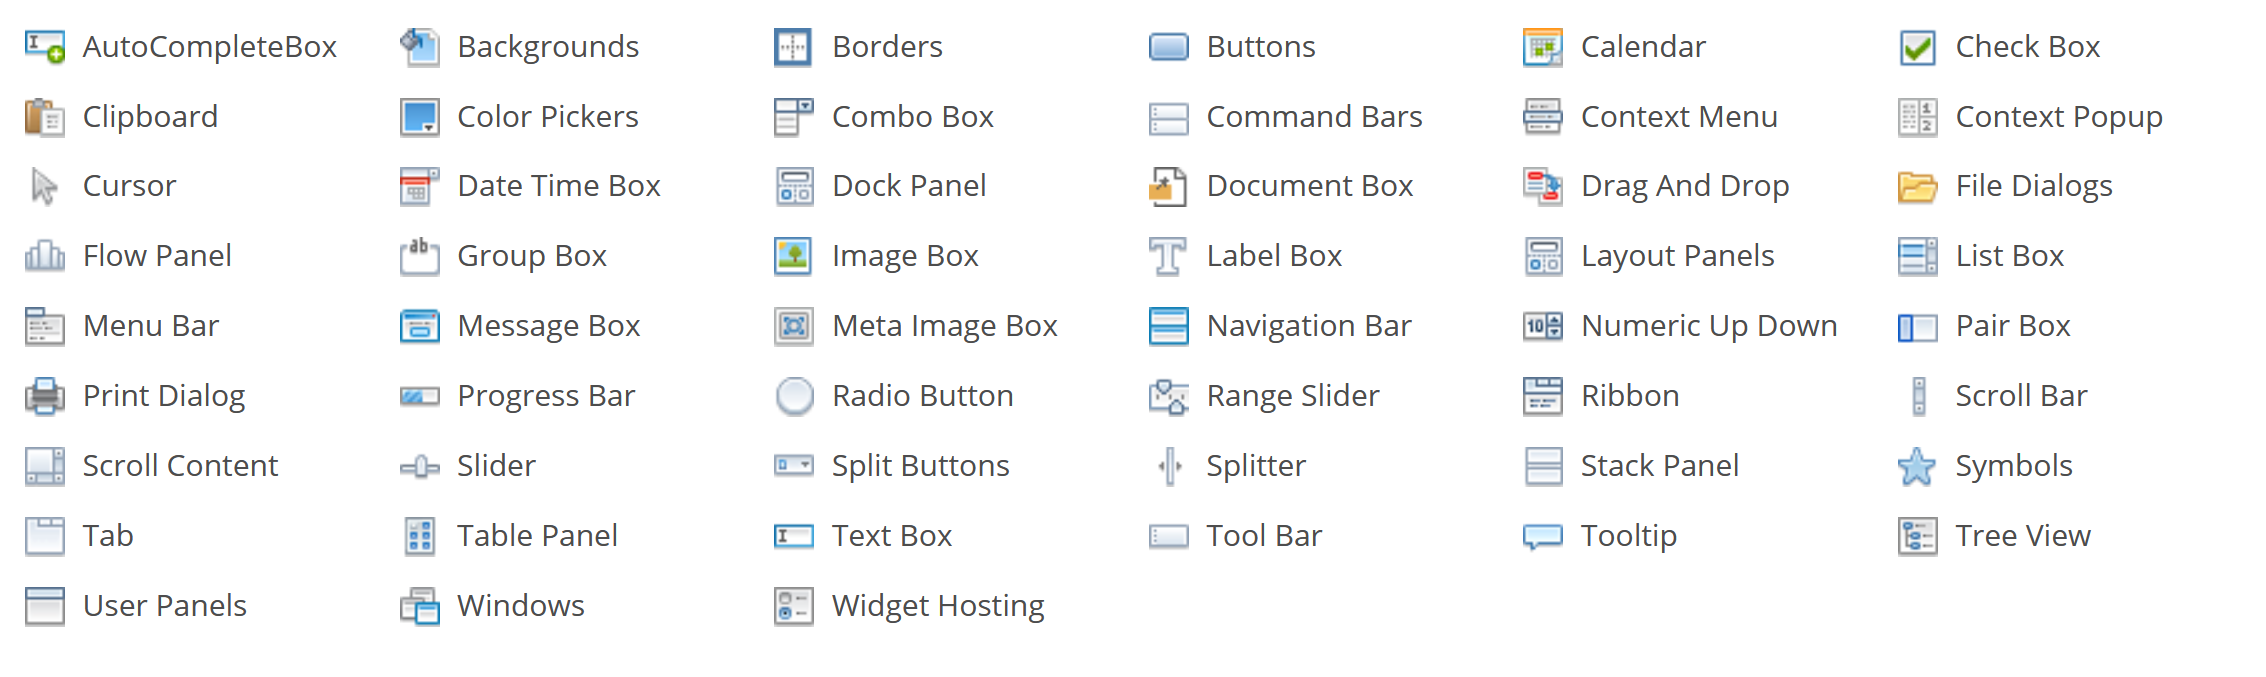 AutoCompleteBox Backgrounds Borders Buttons Calendar Check Box
Clipboard Color Pickers Combo Box Command Bars Context Menu Context Popup
Cursor Date Time Box Dock Panel Document Box Drag And Drop File Dialogs
Flow Panel Group Box Image Box Label Box Layout Panels List Box
Menu Bar Message Box Meta Image Box Navigation Bar Numeric Up Down Pair Box
Print Dialog Progress Bar Radio Button Range Slider Ribbon Scroll Bar
Scroll Content Slider Split Buttons Splitter Stack Panel Symbols
Tab Table Panel Text Box Tool Bar Tooltip Tree View
User Panels Windows Widget Hosting